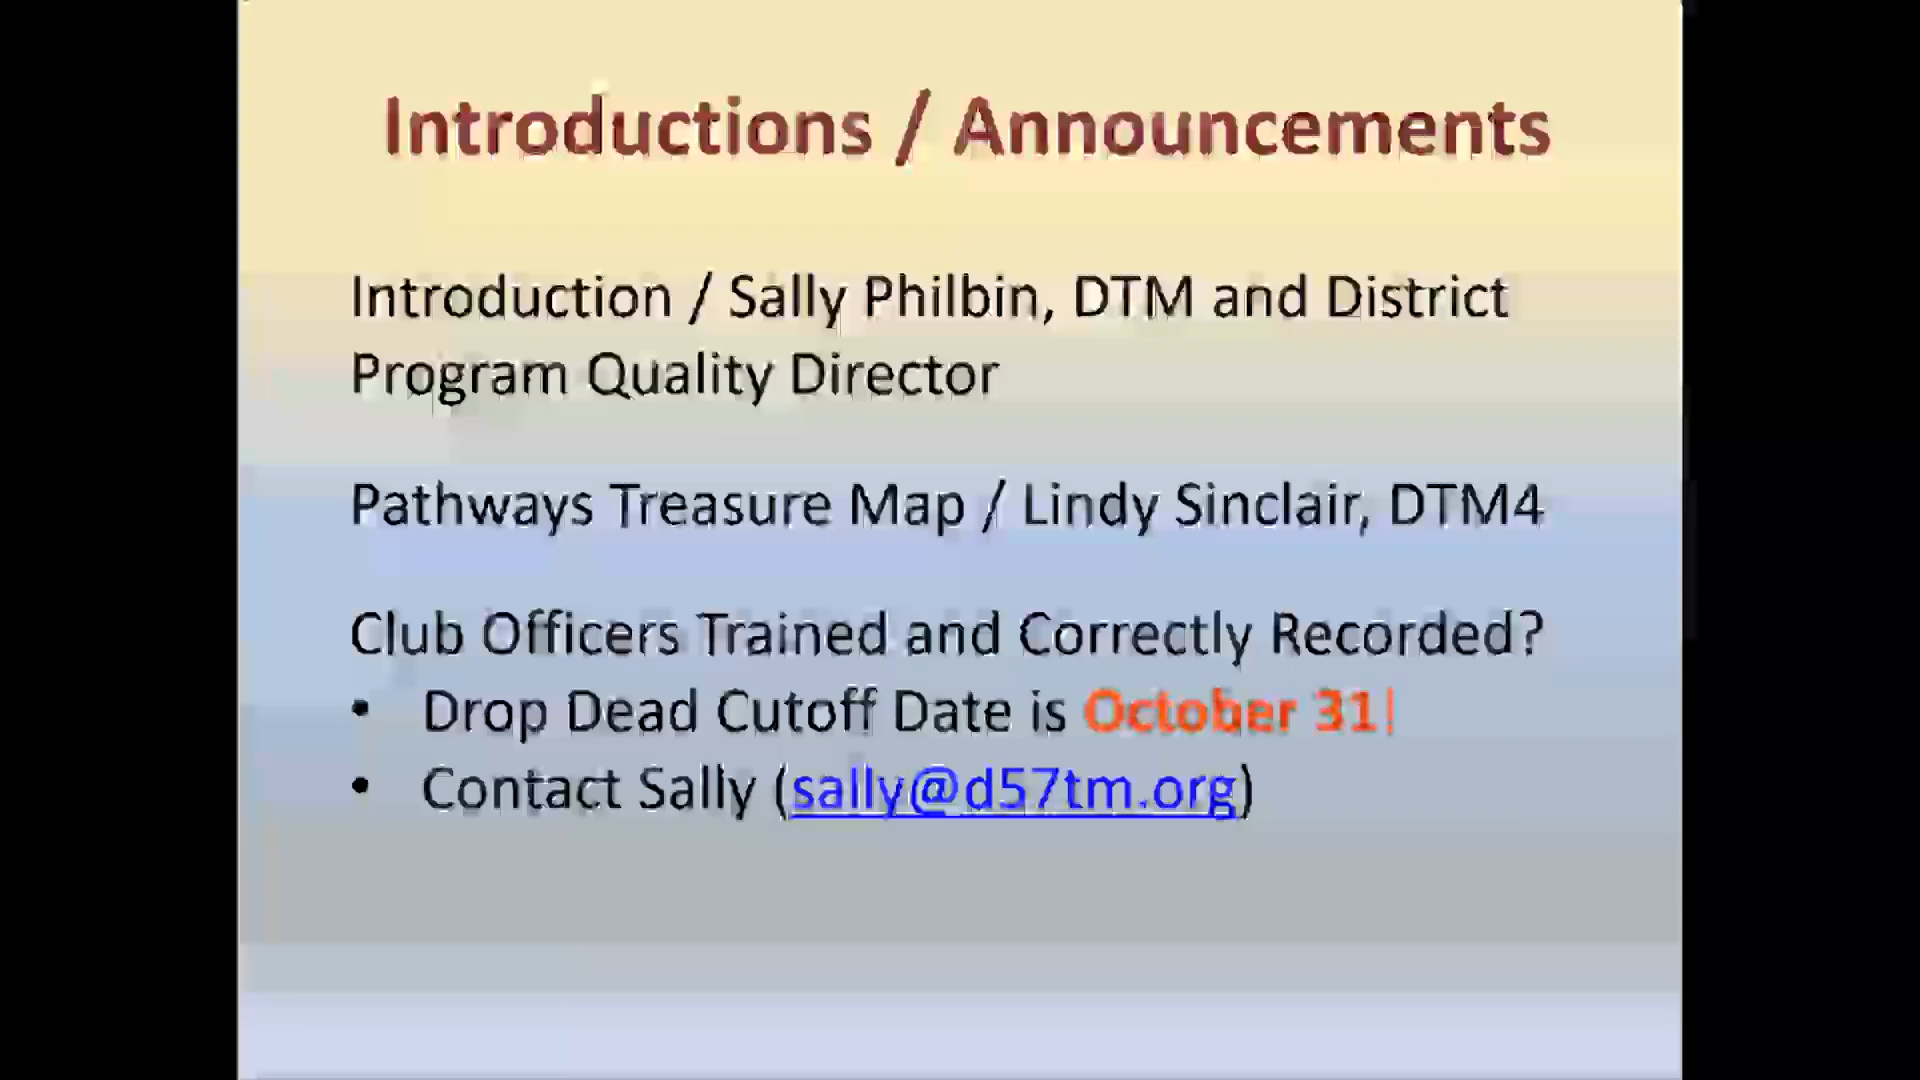 Introductions / Announcements
Introduction / Sally Philbin, DTM and District
Program Quality Director
Pathways Treasure Map / Lindy Sinclair, DTM4
Club Officers Trained and Correctly Recorded?
• Drop Dead Cutoff Date is October 31!
• Contact Sally (sally@d57tm.org)